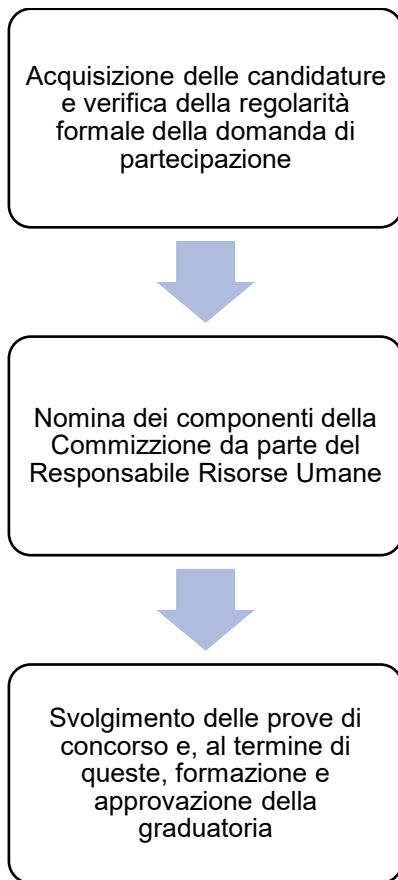 Acquisizione delle candidature
e verifica della regolarità
formale della domanda di
partecipazione
Nomina dei componenti della
Commizzione da parte del
Responsabile Risorse Umane
Svolgimento delle prove di
concorso e, al termine di
queste, formazione e
approvazione della
graduatoria